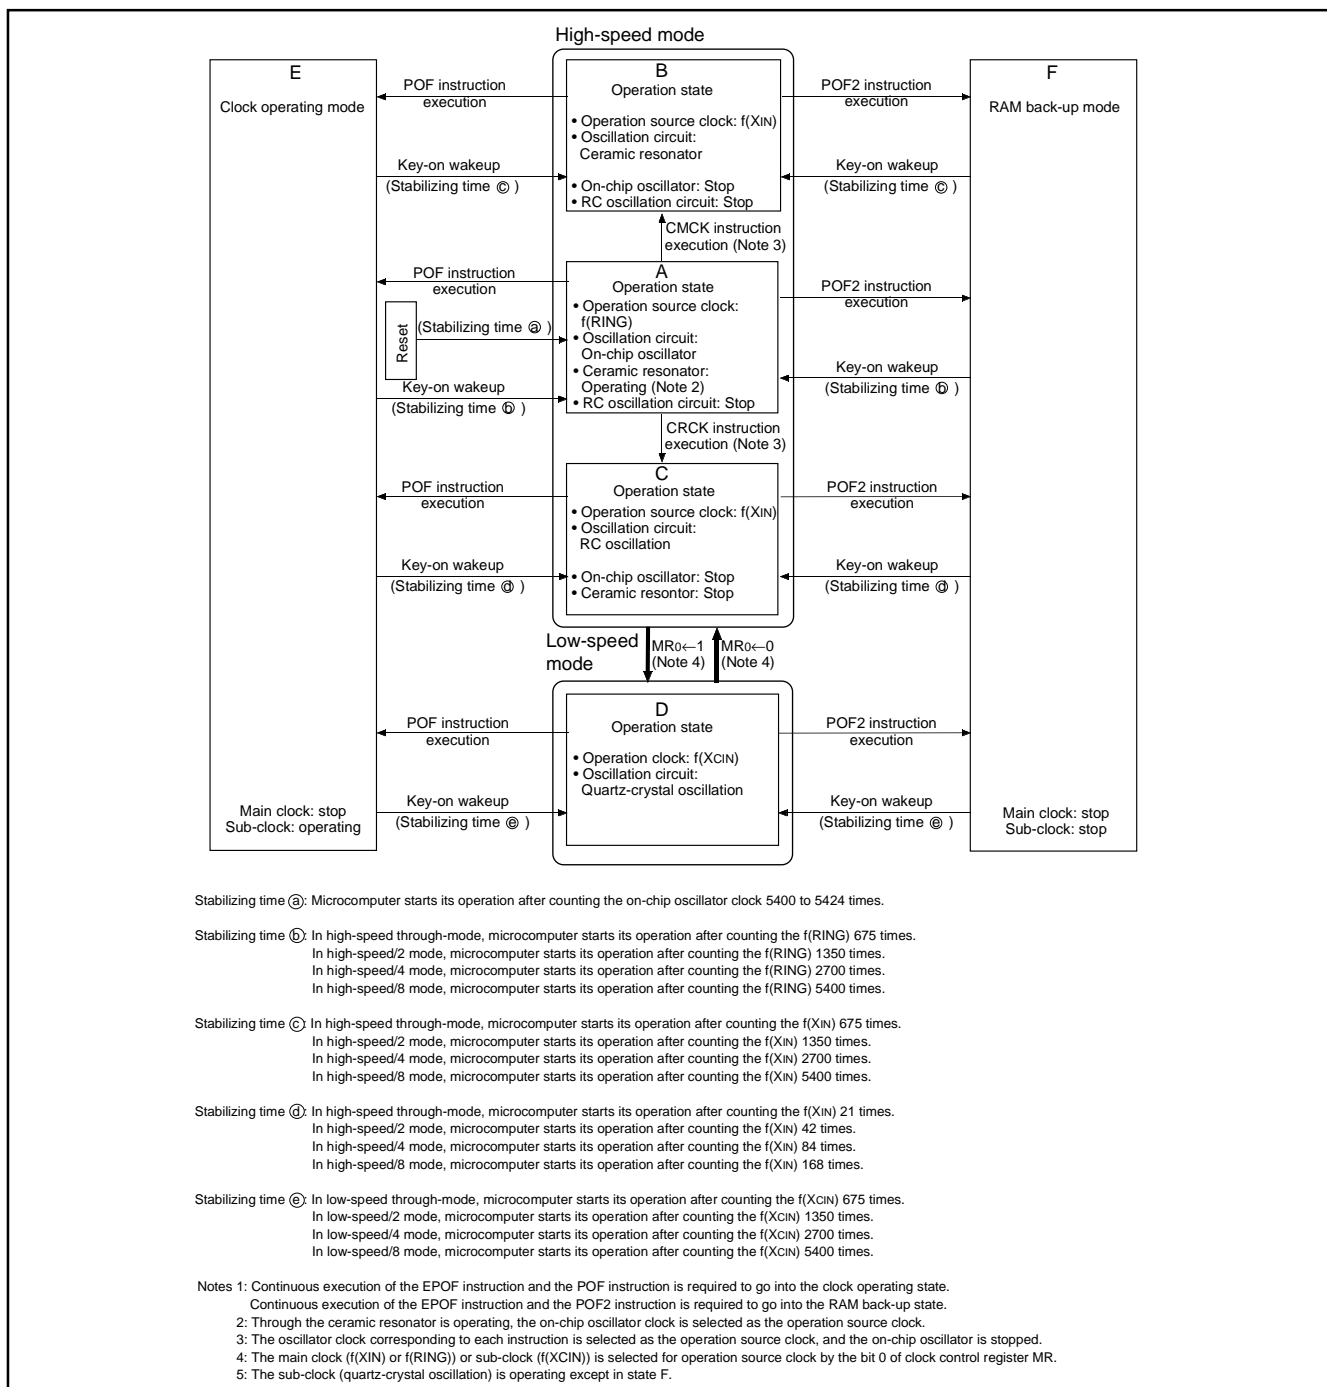 High-speed mode
E
Clock operating mode
POF instruction
execution
Key-on wakeup
(Stabilizing time ⓒ )
B
Operation state
• Operation source clock: f(XIN)
• Oscillation circuit:
Ceramic resonator
• On-chip oscillator: Stop
• RC oscillation circuit: Stop
POF2 instruction
execution
Key-on wakeup
(Stabilizing time ⓒ )
F
RAM back-up mode
CMCK instruction
execution (Note 3)
POF instruction
execution
Reset
(Stabilizing time ⓐ )
Key-on wakeup
(Stabilizing time ⓑ )
A
Operation state
• Operation source clock:
f(RING)
• Oscillation circuit:
On-chip oscillator
• Ceramic resonator:
Operating (Note 2)
• RC oscillation circuit: Stop
POF2 instruction
execution
Key-on wakeup
(Stabilizing time ⓑ )
CRCK instruction
execution (Note 3)
POF instruction
execution
Key-on wakeup
(Stabilizing time ⓓ )
C
Operation state
• Operation source clock: f(XIN)
• Oscillation circuit:
RC oscillation
• On-chip oscillator: Stop
• Ceramic resontor: Stop
POF2 instruction
execution
Key-on wakeup
(Stabilizing time ⓓ )
Low-speed
mode
MR0←1
(Note 4)
MR0←0
(Note 4)
POF instruction
execution
Key-on wakeup
(Stabilizing time ⓔ )
D
Operation state
• Operation clock: f(XCIN)
• Oscillation circuit:
Quartz-crystal oscillation
POF2 instruction
execution
Key-on wakeup
(Stabilizing time ⓔ )
Main clock: stop
Sub-clock: operating
Main clock: stop
Sub-clock: stop
Stabilizing time ⓐ: Microcomputer starts its operation after counting the on-chip oscillator clock 5400 to 5424 times.
Stabilizing time ⓑ: In high-speed through-mode, microcomputer starts its operation after counting the f(RING) 675 times.
In high-speed/2 mode, microcomputer starts its operation after counting the f(RING) 1350 times.
In high-speed/4 mode, microcomputer starts its operation after counting the f(RING) 2700 times.
In high-speed/8 mode, microcomputer starts its operation after counting the f(RING) 5400 times.
Stabilizing time ⓒ: In high-speed through-mode, microcomputer starts its operation after counting the f(XIN) 675 times.
In high-speed/2 mode, microcomputer starts its operation after counting the f(XIN) 1350 times.
In high-speed/4 mode, microcomputer starts its operation after counting the f(XIN) 2700 times.
In high-speed/8 mode, microcomputer starts its operation after counting the f(XIN) 5400 times.
Stabilizing time ⓓ: In high-speed through-mode, microcomputer starts its operation after counting the f(XIN) 21 times.
In high-speed/2 mode, microcomputer starts its operation after counting the f(XIN) 42 times.
In high-speed/4 mode, microcomputer starts its operation after counting the f(XIN) 84 times.
In high-speed/8 mode, microcomputer starts its operation after counting the f(XIN) 168 times.
Stabilizing time ⓔ: In low-speed through-mode, microcomputer starts its operation after counting the f(XCIN) 675 times.
In low-speed/2 mode, microcomputer starts its operation after counting the f(XCIN) 1350 times.
In low-speed/4 mode, microcomputer starts its operation after counting the f(XCIN) 2700 times.
In low-speed/8 mode, microcomputer starts its operation after counting the f(XCIN) 5400 times.
Notes 1: Continuous execution of the EPOF instruction and the POF instruction is required to go into the clock operating state.
Continuous execution of the EPOF instruction and the POF2 instruction is required to go into the RAM back-up state.
2: Through the ceramic resonator is operating, the on-chip oscillator clock is selected as the operation source clock.
3: The oscillator clock corresponding to each instruction is selected as the operation source clock, and the on-chip oscillator is stopped.
4: The main clock (f(XIN) or f(RING)) or sub-clock (f(XCIN)) is selected for operation source clock by the bit 0 of clock control register MR.
5: The sub-clock (quartz-crystal oscillation) is operating except in state F.